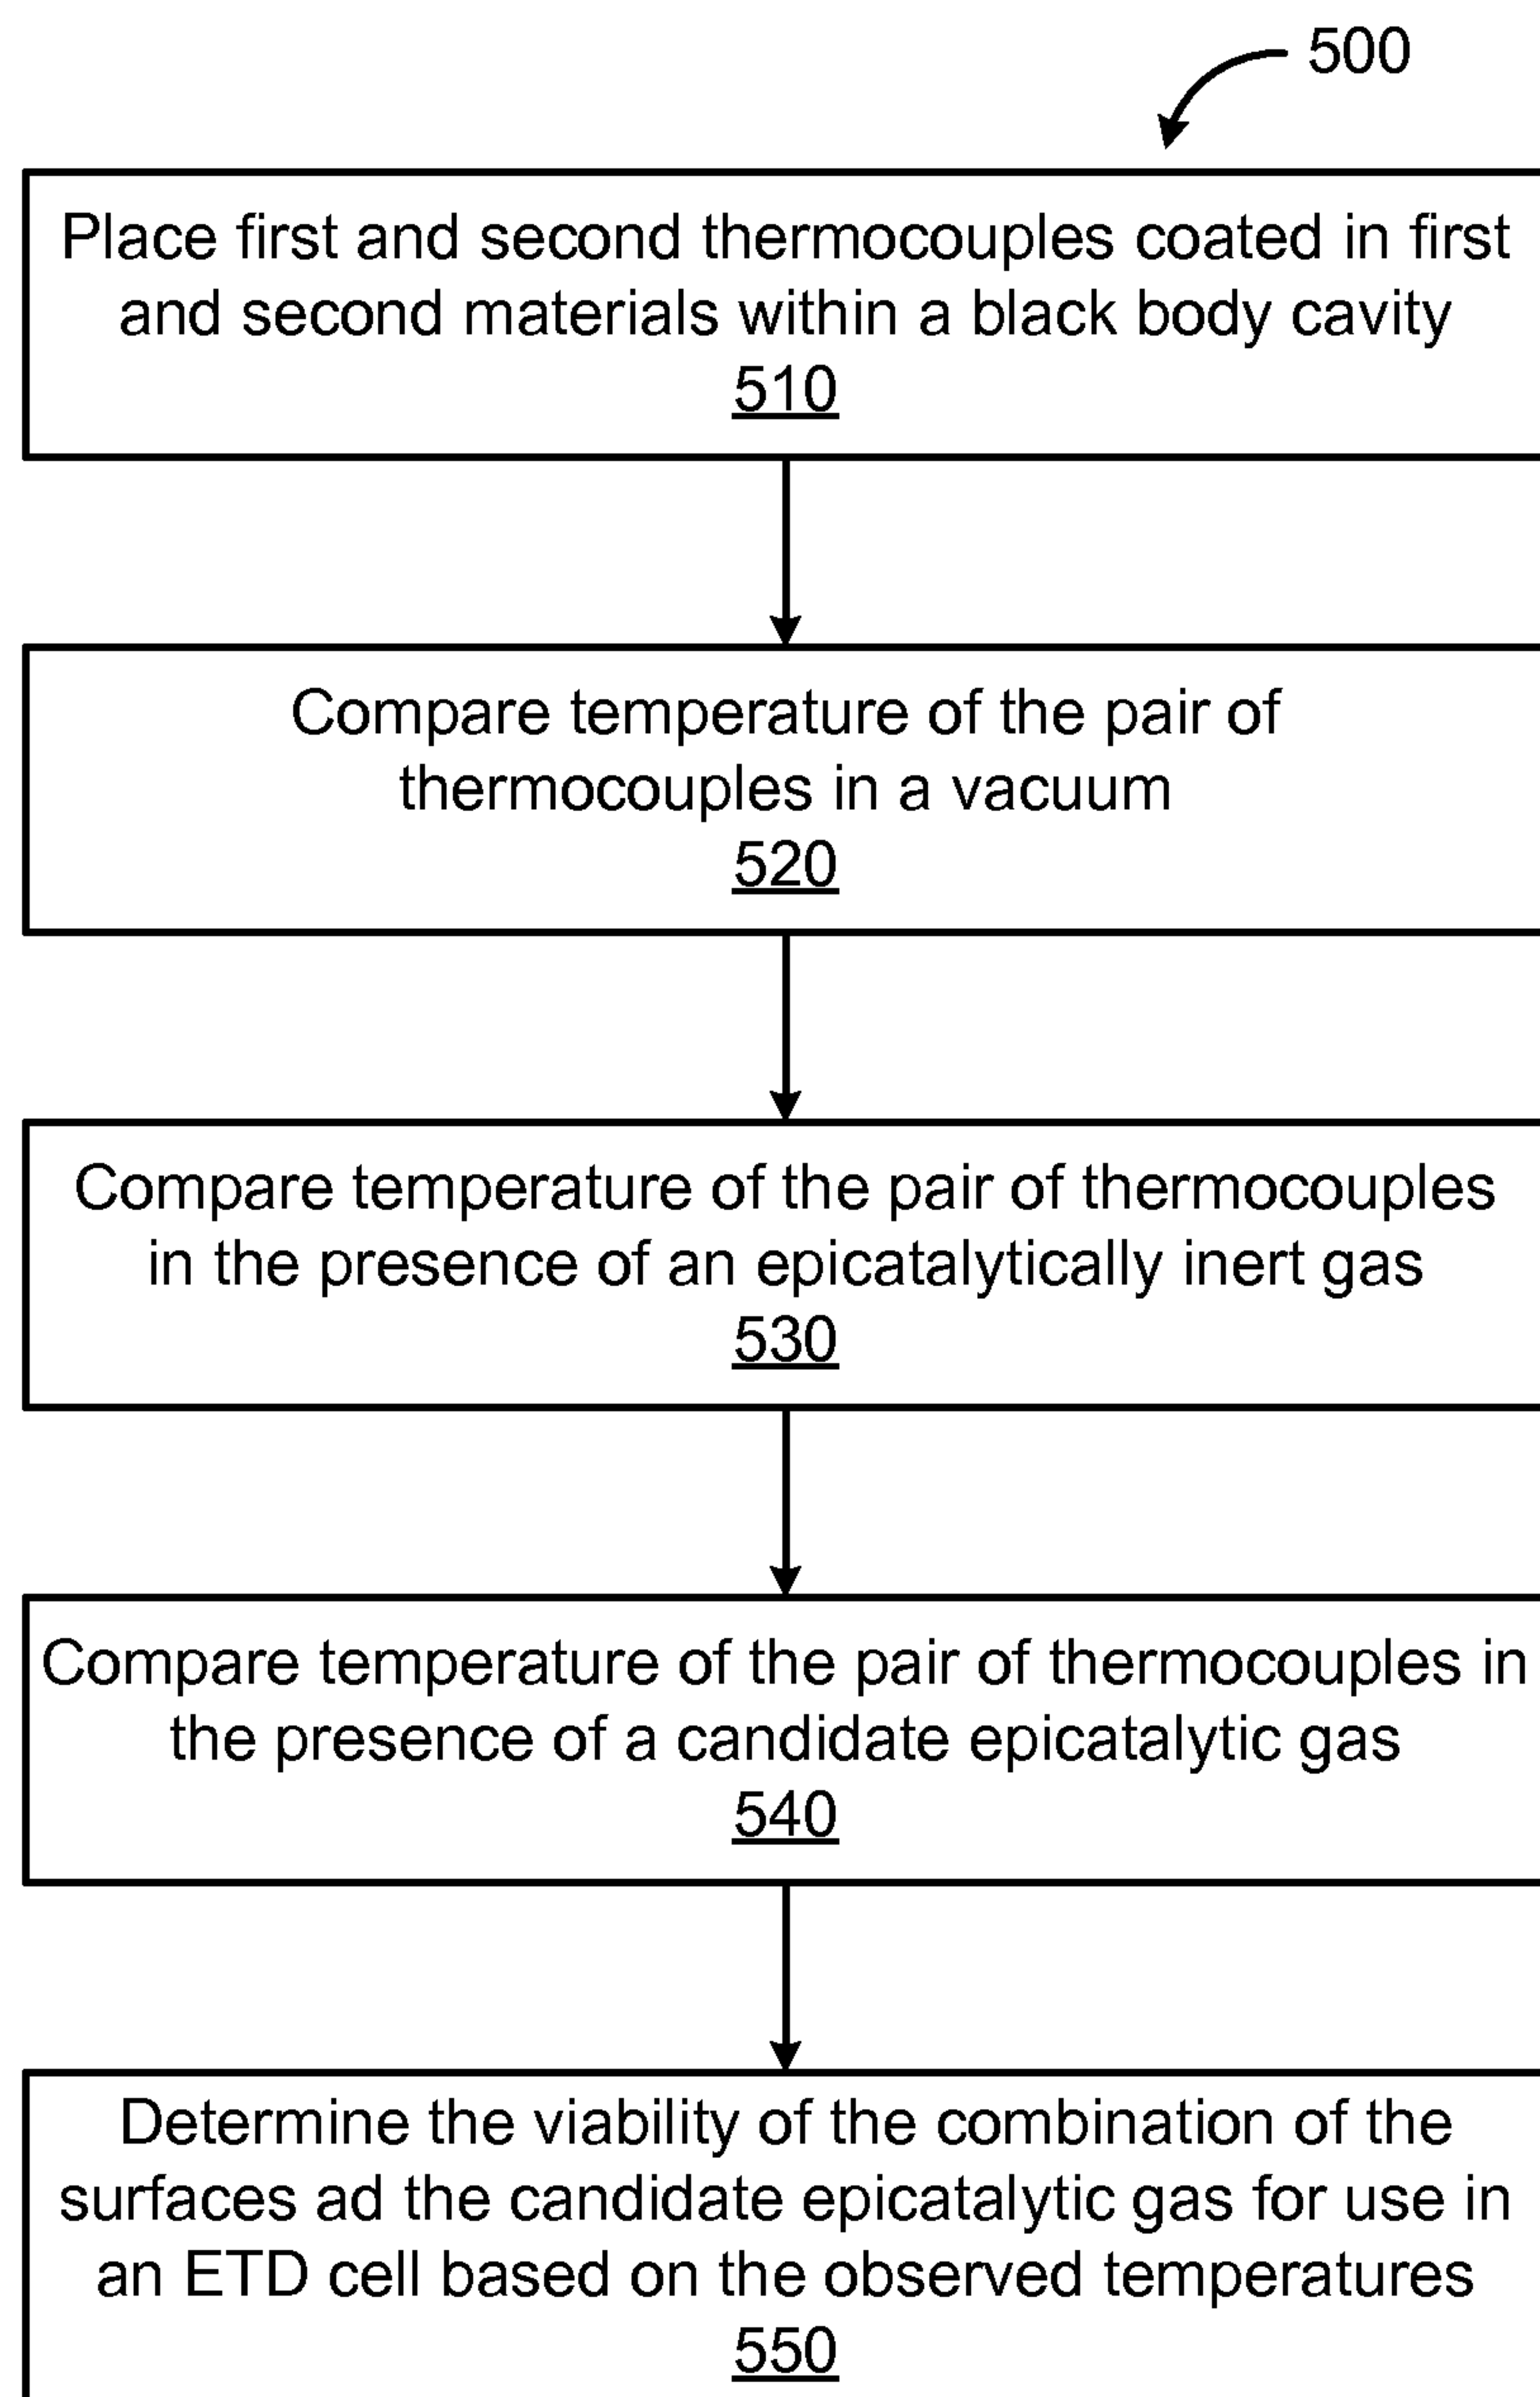 500
Place first and second thermocouples coated in first
and second materials within a black body cavity
510
Compare temperature of the pair of
thermocouples in a vacuum
520
Compare temperature of the pair of thermocouples
in the presence of an epicatalytically inert gas
530
Compare temperature of the pair of thermocouples in
the presence of a candidate epicatalytic gas
540
Determine the viability of the combination of the
surfaces ad the candidate epicatalytic gas for use in
an ETD cell based on the observed temperatures
550